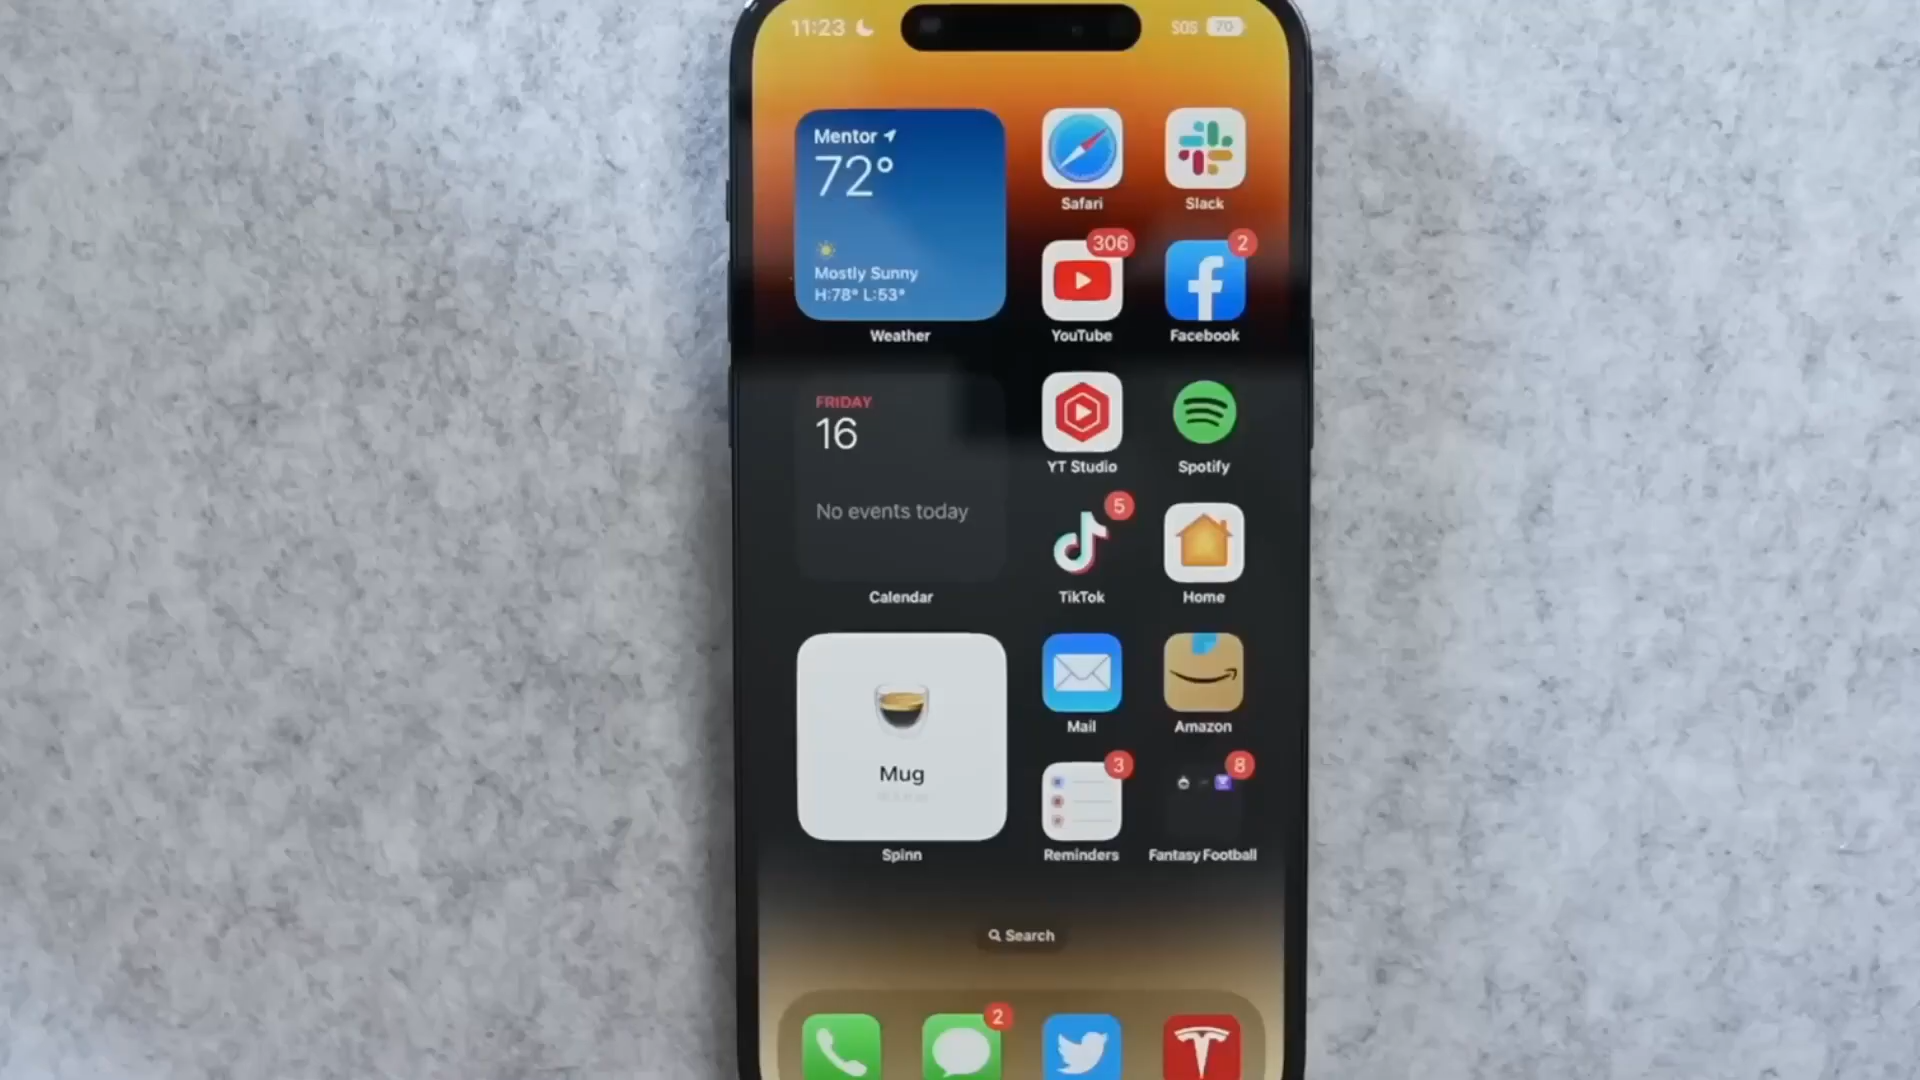 11:23
SOS 70
Mentor
72°
Mostly Sunny
H:78° L:53°
Weather
Safari
Slack
306
2
YouTube
Facebook
FRIDAY
16
No events today
Calendar
YT Studio
Spotify
5
TikTok
Home
Mug
Spinn
Mail
Amazon
3
8
Reminders
Fantasy Football
Search
2